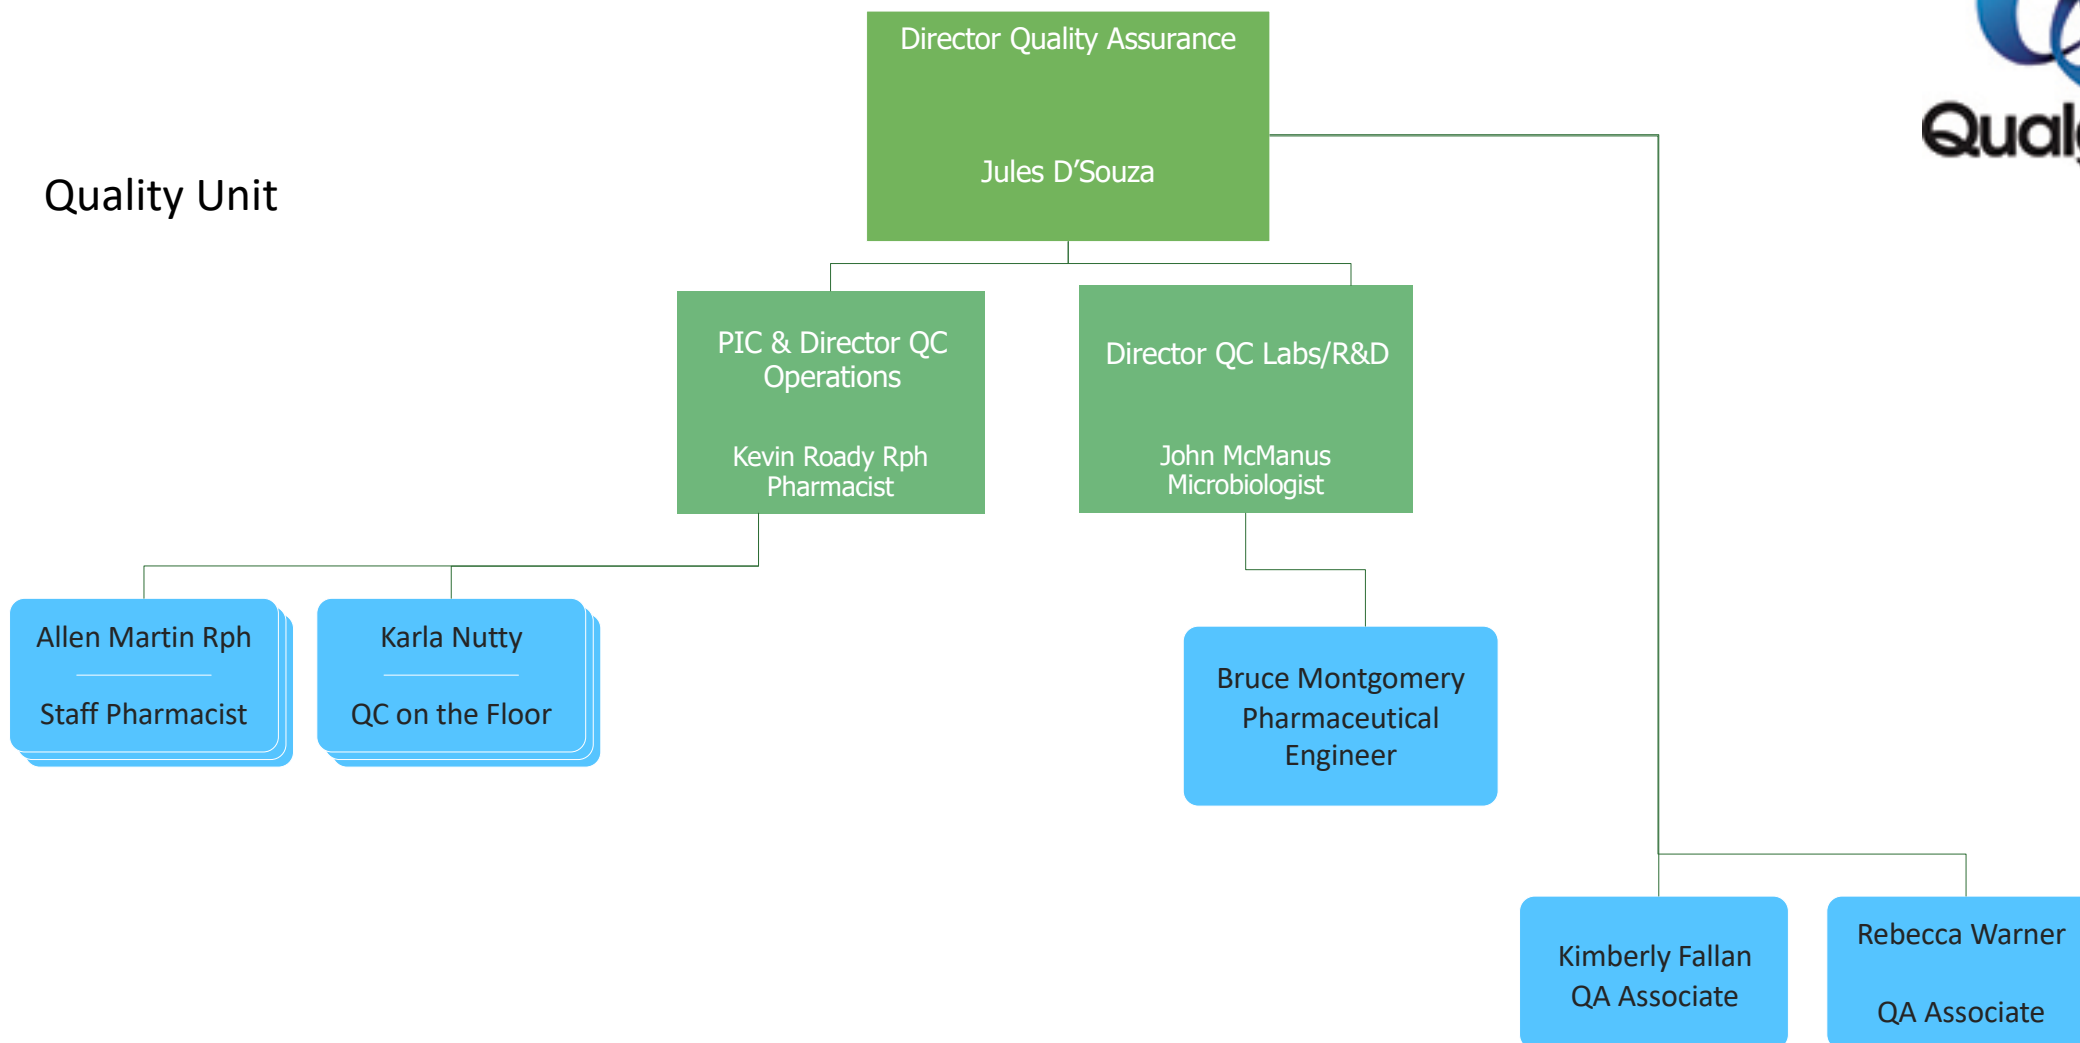 Director Quality Assurance
Jules D’Souza
Quality Unit
PIC & Director QC
Operations
Kevin Roady Rph
Pharmacist
Director QC Labs/R&D
John McManus
Microbiologist
Allen Martin Rph
Staff Pharmacist
Karla Nutty
QC on the Floor
Bruce Montgomery
Pharmaceutical
Engineer
Kimberly Fallan
QA Associate
Rebecca Warner
QA Associate